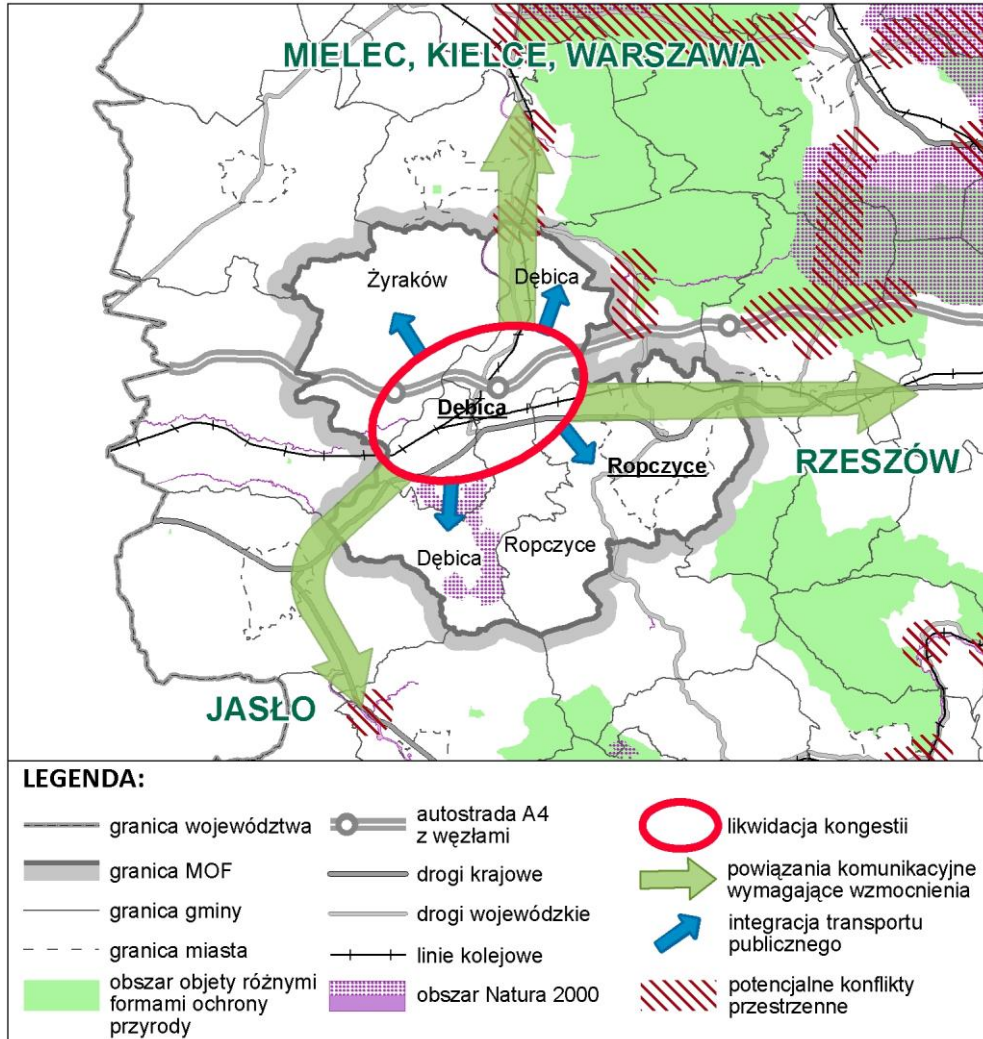 MIELEC, KIELCE, WARSZAWA
Żyraków
Dębica
Dębica
Ropczyce
RZESZÓW
Dębica
Ropczyce
JASŁO
LEGENDA:
granica województwa
granica MOF
granica gminy
granica miasta
obszar objety różnymi
formami ochrony
przyrody
autostrada A4
z węzłami
drogi krajowe
drogi wojewódzkie
linie kolejowe
obszar Natura 2000
likwidacja kongestii
powiązania komunikacyjne
wymagające wzmocnienia
integracja transportu
publicznego
potencjalne konflikty
przestrzenne